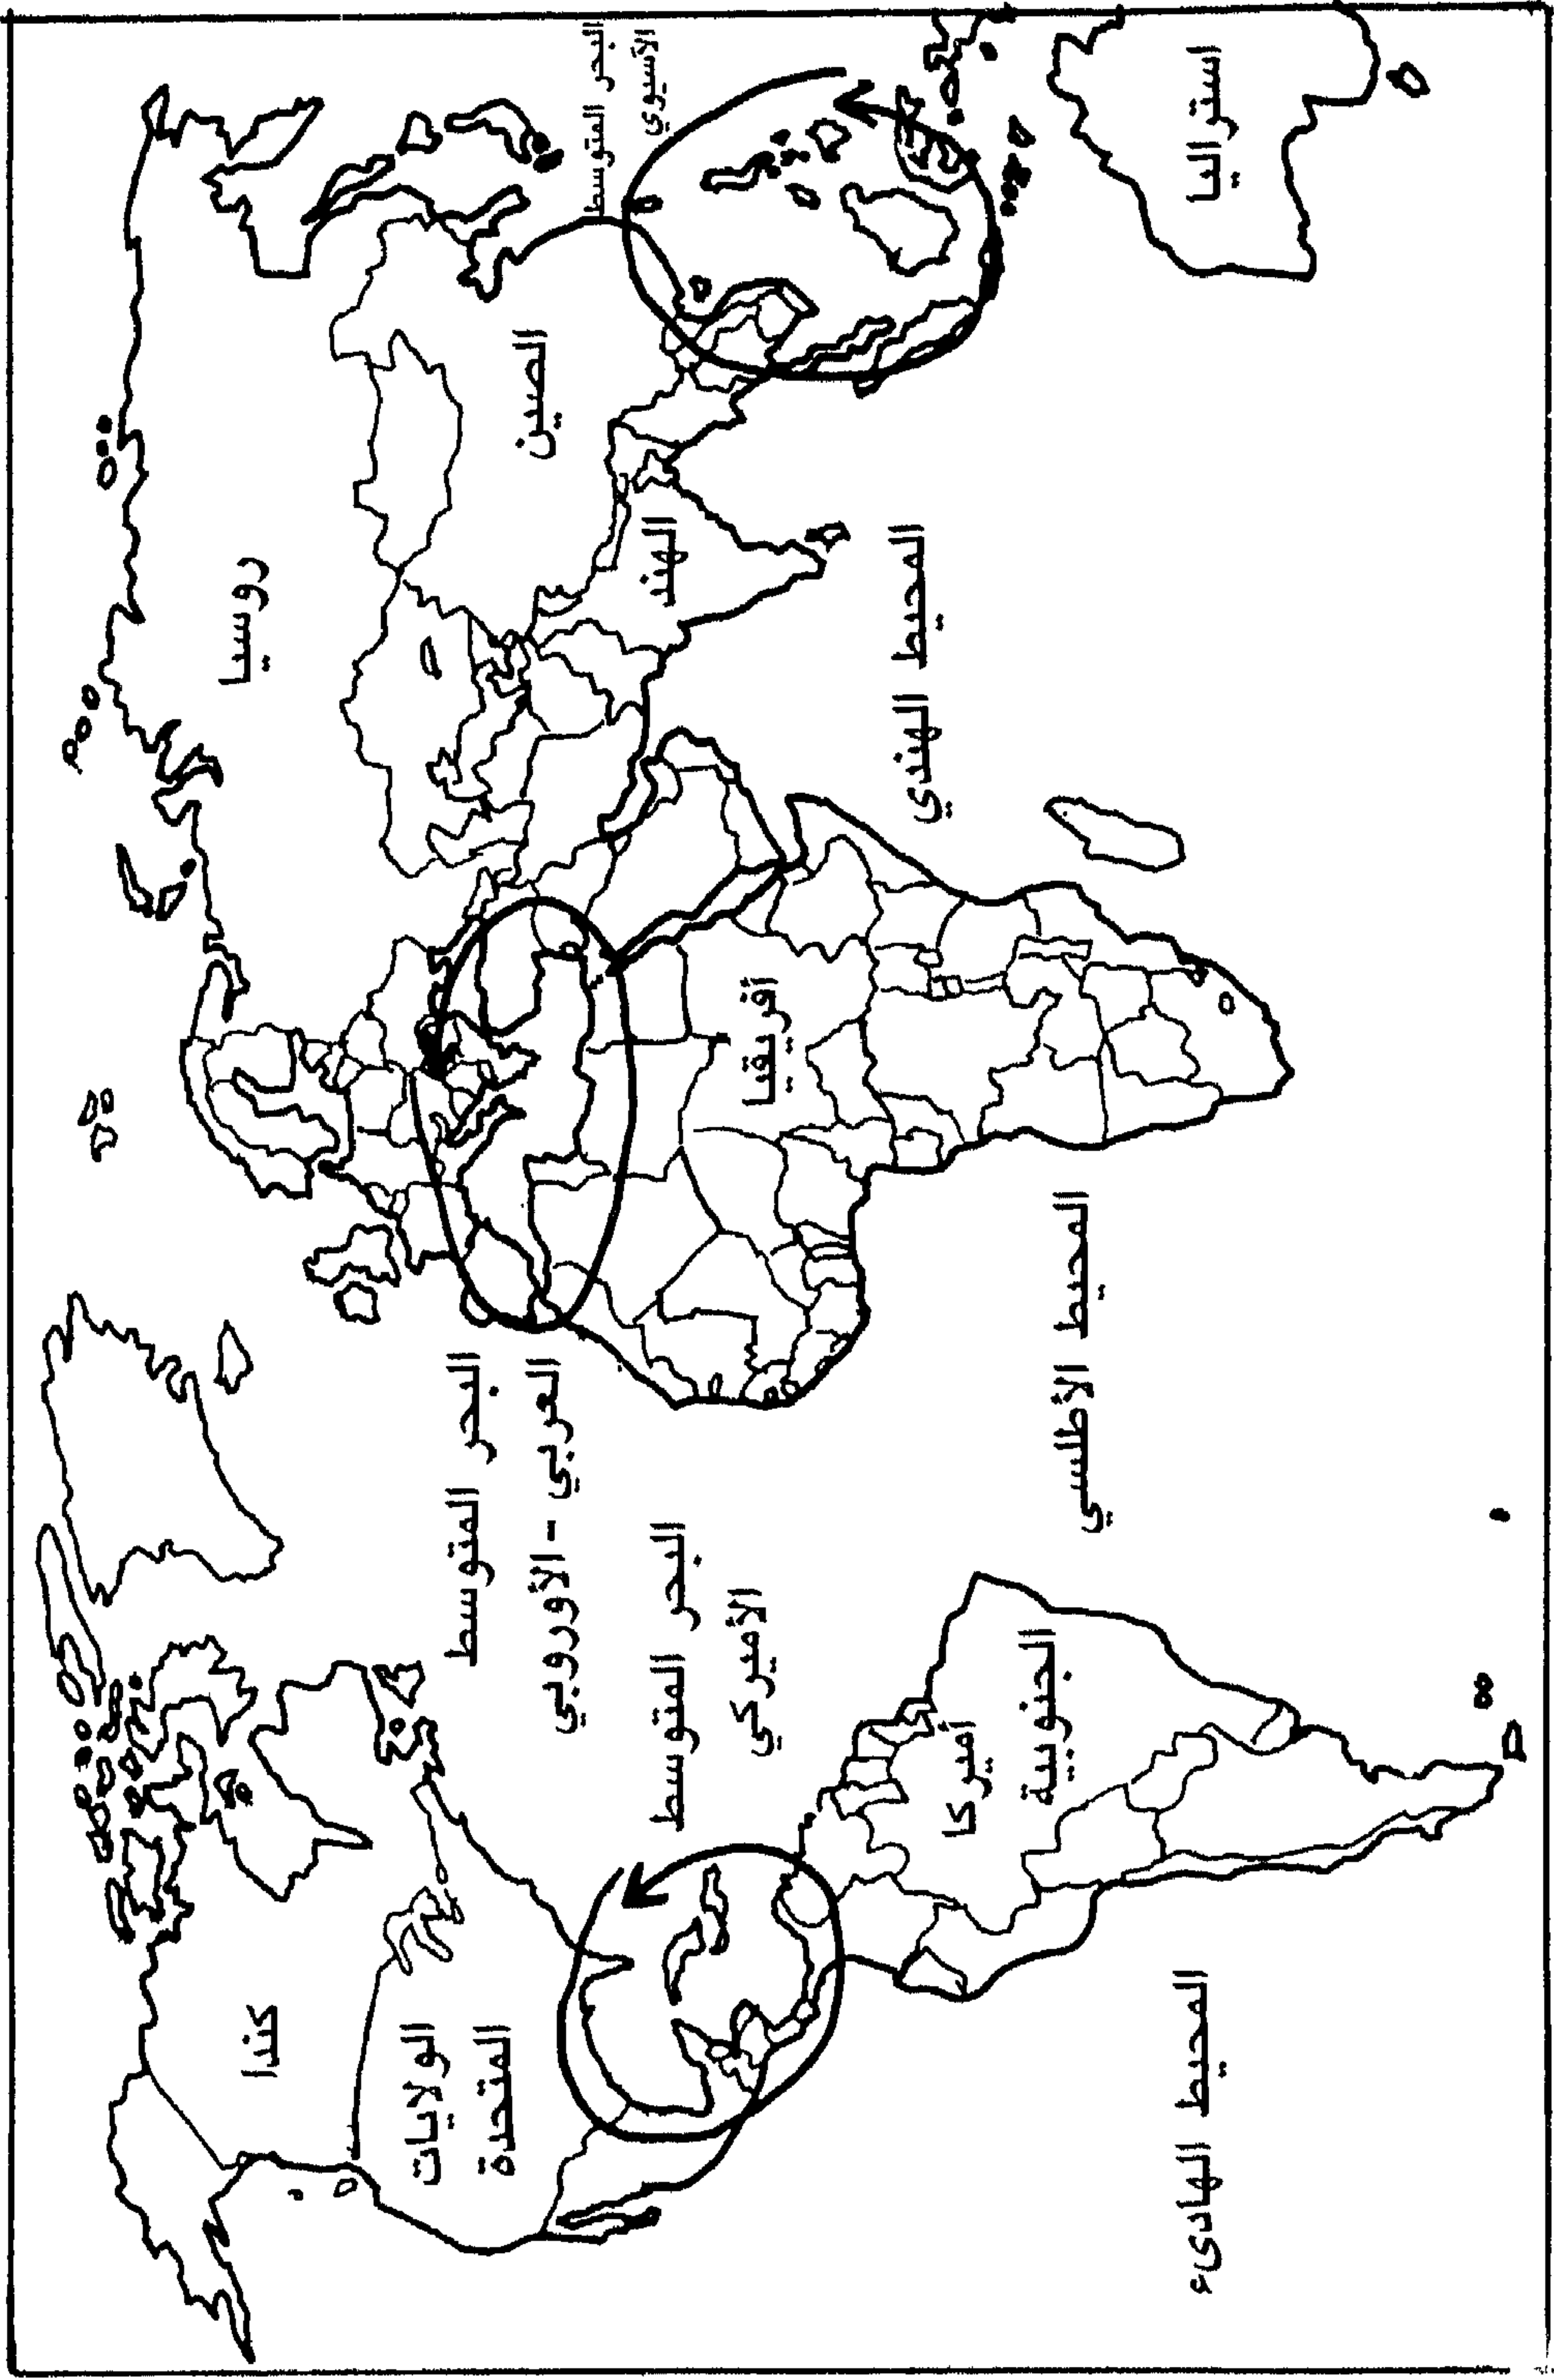 كندا
الولايات
المتحدة
البحر المتوسط
الأميركي
البحر المتوسط
العربي - الأوروبي
أميركا
الجنوبية
المحيط الهادىء
المحيط الأطلسي
أفريقيا
روسيا
الصين
الهند
المحيط الهندي
البحر المتوسط
الآسيوي
استراليا